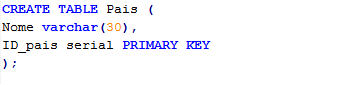 CREATE TABLE Pais (
Nome varchar(30),
ID_pais serial PRIMARY KEY
);